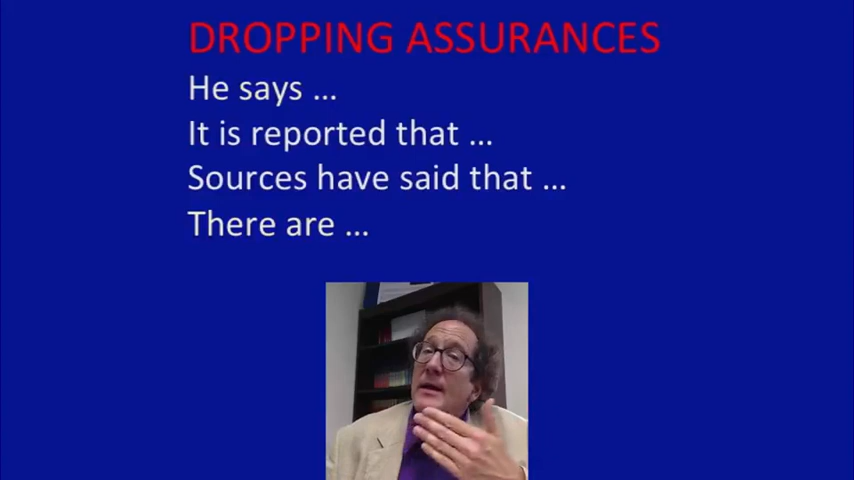 DROPPING ASSURANCES
He says ...
It is reported that ...
Sources have said that ...
There are ...